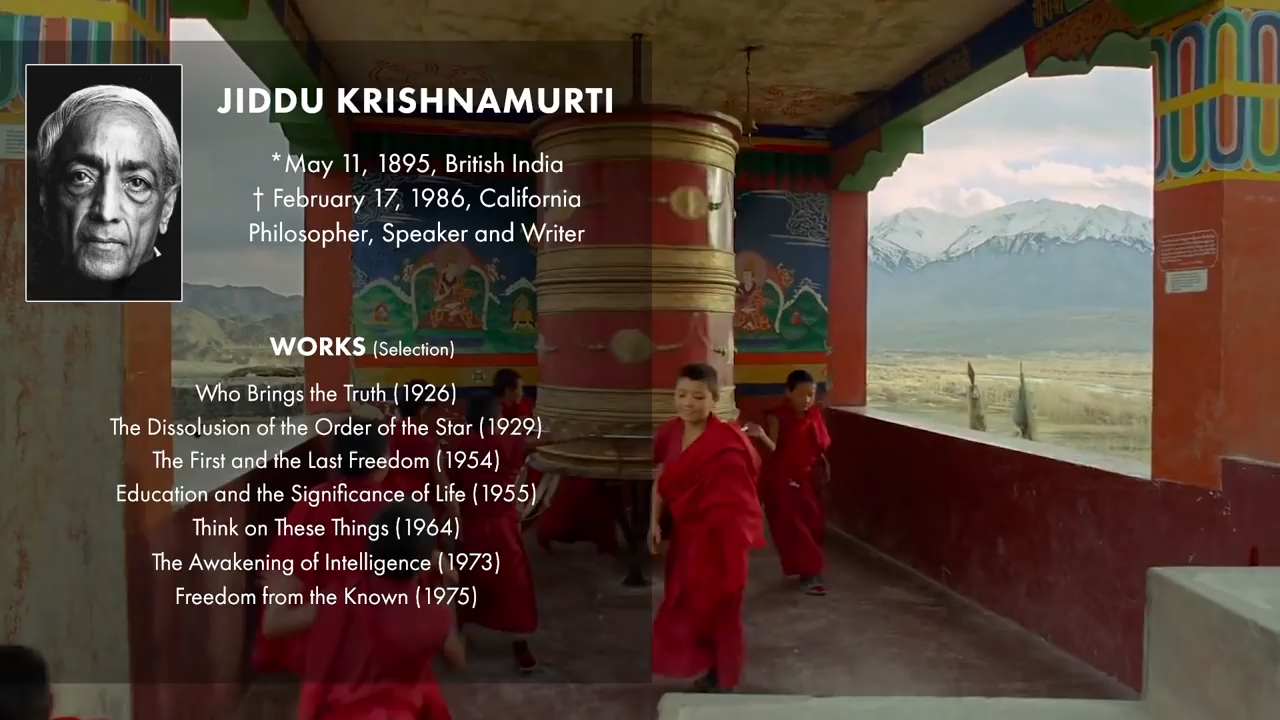 JIDDU KRISHNAMURTI
*May 11, 1895, British India
† February 17, 1986, California
Philosopher, Speaker and Writer
WORKS (Selection)
Who Brings the Truth (1926)
The Dissolusion of the Order of the Star (1929)
The First and the Last Freedom (1954)
Education and the Significance of Life (1955)
Think on These Things (1964)
The Awakening of Intelligence (1973)
Freedom from the Known (1975)